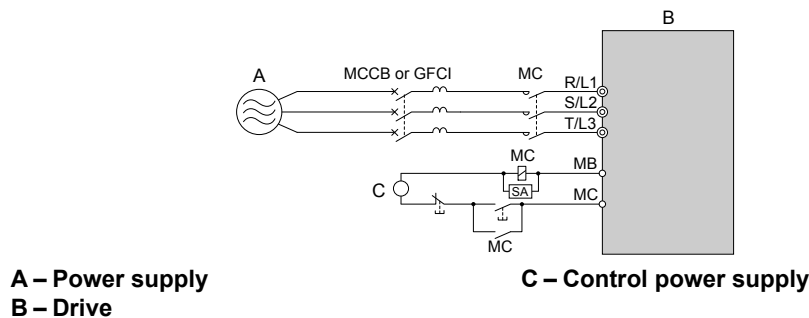 B
A
MCCB or GFCI
MC
R/L1
S/L2
T/L3
MC
MB
C
SA
MC
MC
A – Power supply
B – Drive
C – Control power supply